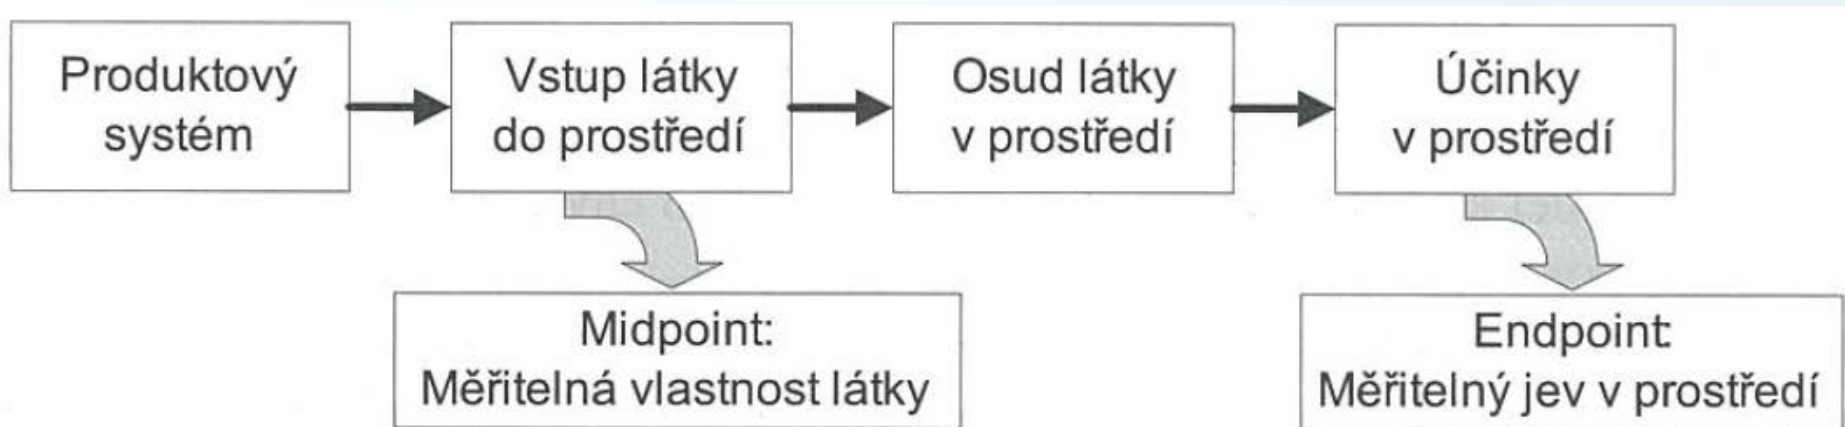 Produktový
systém
Vstup látky
do prostředí
Osud látky
v prostředí
Účinky
v prostředí
Midpoint:
Měřitelná vlastnost látky
Endpoint:
Měřitelný jev v prostředí